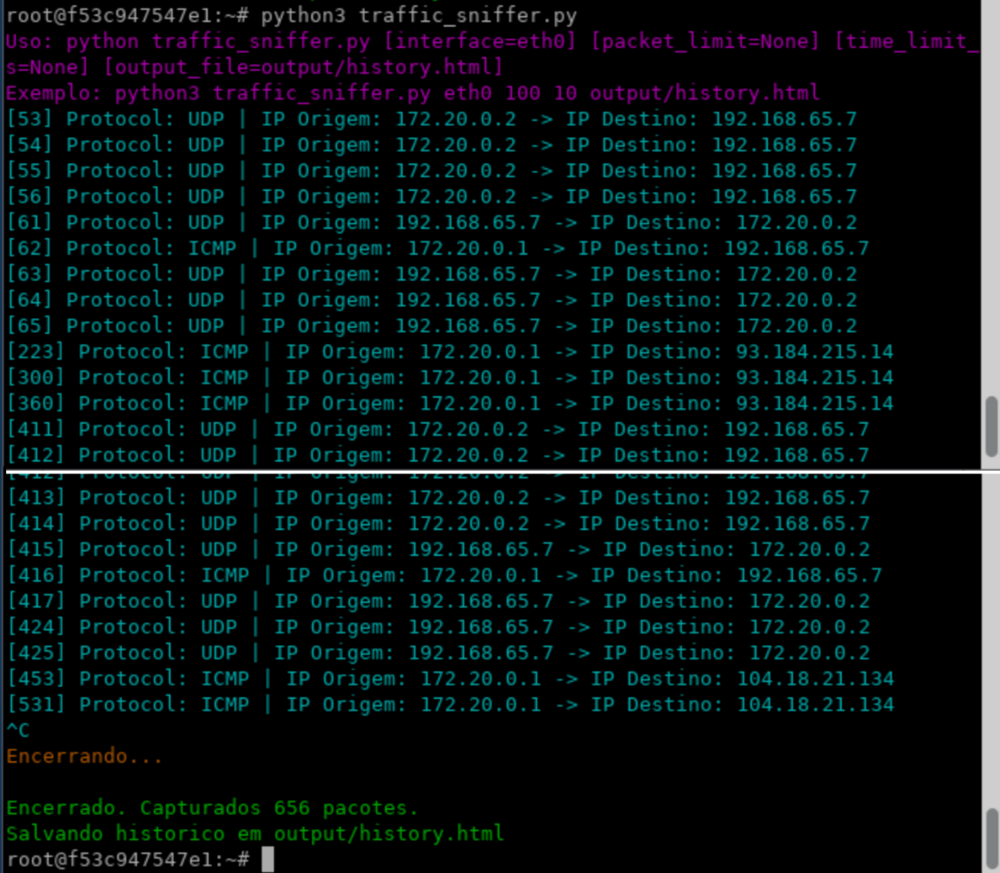 root@f53c947547e1:~# python3 traffic_sniffer.py
Uso: python traffic_sniffer.py [interface=eth0] [packet_limit=None] [time_limit_
s=None] [output_file=output/history.html]
Exemplo: python3 traffic_sniffer.py eth0 100 10 output/history.html
[53] Protocol: UDP | IP Origem: 172.20.0.2 -> IP Destino: 192.168.65.7
[54] Protocol: UDP | IP Origem: 172.20.0.2 -> IP Destino: 192.168.65.7
[55] Protocol: UDP | IP Origem: 172.20.0.2 -> IP Destino: 192.168.65.7
[56] Protocol: UDP | IP Origem: 172.20.0.2 -> IP Destino: 192.168.65.7
[61] Protocol: UDP | IP Origem: 192.168.65.7 -> IP Destino: 172.20.0.2
[62] Protocol: ICMP | IP Origem: 172.20.0.1 -> IP Destino: 192.168.65.7
[63] Protocol: UDP | IP Origem: 192.168.65.7 -> IP Destino: 172.20.0.2
[64] Protocol: UDP | IP Origem: 192.168.65.7 -> IP Destino: 172.20.0.2
[65] Protocol: UDP | IP Origem: 192.168.65.7 -> IP Destino: 172.20.0.2
[223] Protocol: ICMP | IP Origem: 172.20.0.1 -> IP Destino: 93.184.215.14
[300] Protocol: ICMP | IP Origem: 172.20.0.1 -> IP Destino: 93.184.215.14
[360] Protocol: ICMP | IP Origem: 172.20.0.1 -> IP Destino: 93.184.215.14
[411] Protocol: UDP | IP Origem: 172.20.0.2 -> IP Destino: 192.168.65.7
[412] Protocol: UDP | IP Origem: 172.20.0.2 -> IP Destino: 192.168.65.7
[413] Protocol: UDP | IP Origem: 172.20.0.2 -> IP Destino: 192.168.65.7
[414] Protocol: UDP | IP Origem: 172.20.0.2 -> IP Destino: 192.168.65.7
[415] Protocol: UDP | IP Origem: 192.168.65.7 -> IP Destino: 172.20.0.2
[416] Protocol: ICMP | IP Origem: 172.20.0.1 -> IP Destino: 192.168.65.7
[417] Protocol: UDP | IP Origem: 192.168.65.7 -> IP Destino: 172.20.0.2
[424] Protocol: UDP | IP Origem: 192.168.65.7 -> IP Destino: 172.20.0.2
[425] Protocol: UDP | IP Origem: 192.168.65.7 -> IP Destino: 172.20.0.2
[453] Protocol: ICMP | IP Origem: 172.20.0.1 -> IP Destino: 104.18.21.134
[531] Protocol: ICMP | IP Origem: 172.20.0.1 -> IP Destino: 104.18.21.134
^C
Encerrando...
Encerrado. Capturados 656 pacotes.
Salvando historico em output/history.html
root@f53c947547e1:~#